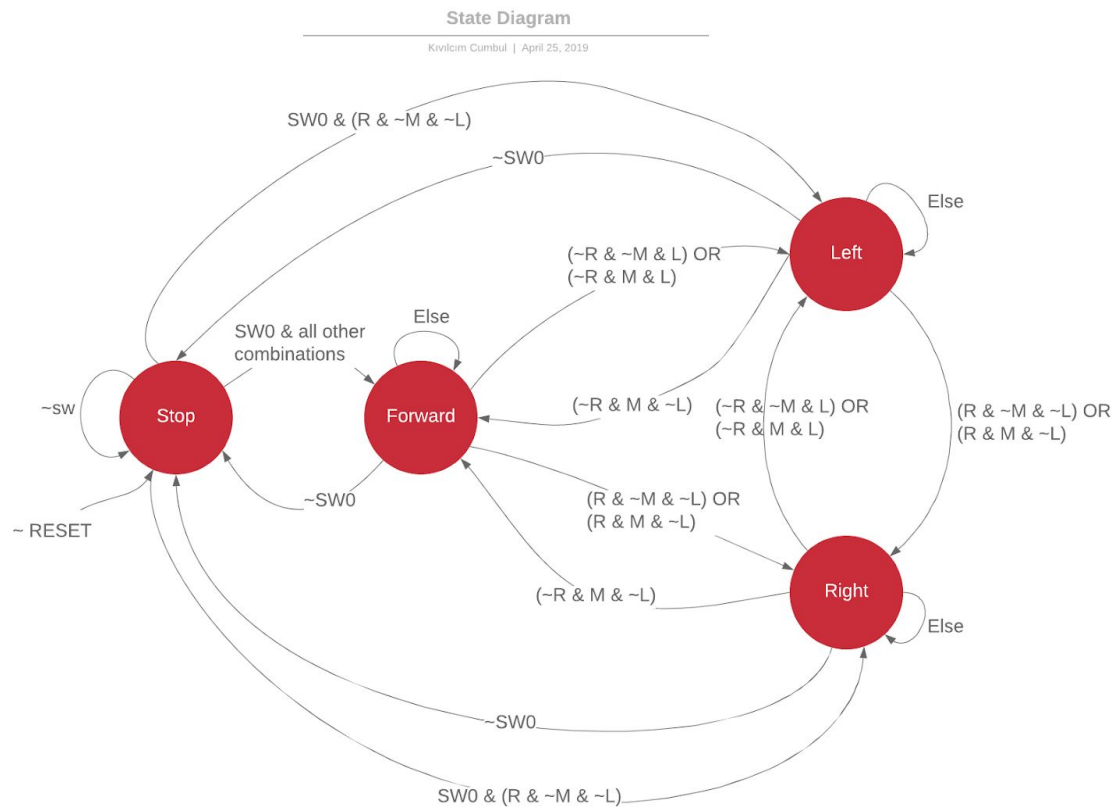 State Diagram
Kıvılcım Cumbul | April 25, 2019
SW0 & (R & ~M & ~L)
~SW0
Else
Left
(~R & ~M & L) OR
(~R & M & L)
SW0 & all other
combinations
Else
~sw
Stop
Forward
(~R & M & ~L)
(~R & ~M & L) OR
(~R & M & L)
(R & ~M & ~L) OR
(R & M & ~L)
~SW0
~ RESET
(R & ~M & ~L) OR
(R & M & ~L)
(~R & M & ~L)
Right
Else
~SW0
SW0 & (R & ~M & ~L)